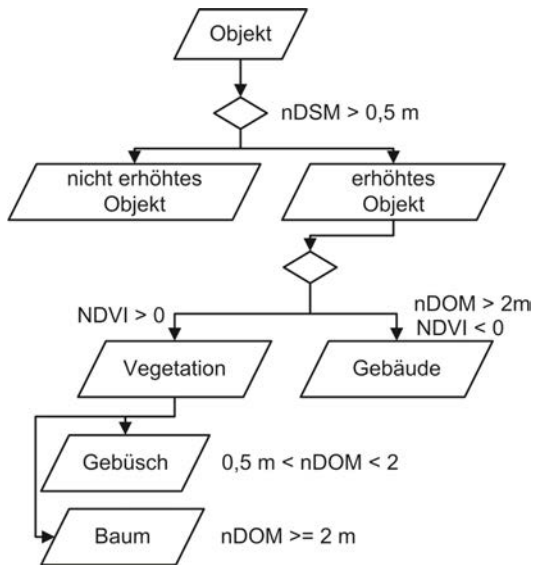 Objekt
nDSM > 0,5 m
nicht erhöhtes
Objekt
erhöhtes
Objekt
NDVI > 0
nDOM > 2m
NDVI < 0
Vegetation
Gebäude
Gebüsch
0,5 m < nDOM < 2
Baum
nDOM >= 2 m